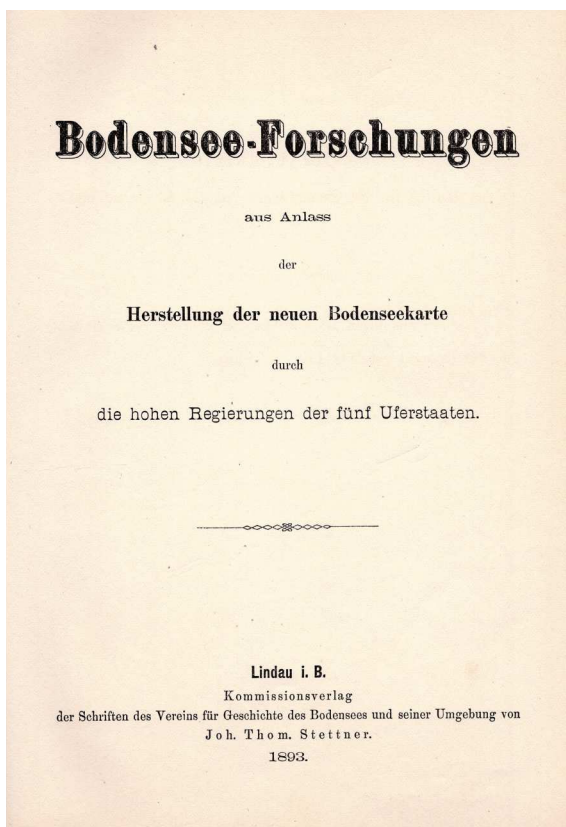 Bodensee-Forschungen
aus Anlass
der
Herstellung der neuen Bodenseekarte
durch
die hohen Regierungen der fünf Uferstaaten.
Lindau i. B.
Kommissionsverlag
der Schriften des Vereins für Geschichte des Bodensees und seiner Umgebung von
Joh. Thom. Stettner.
1893.